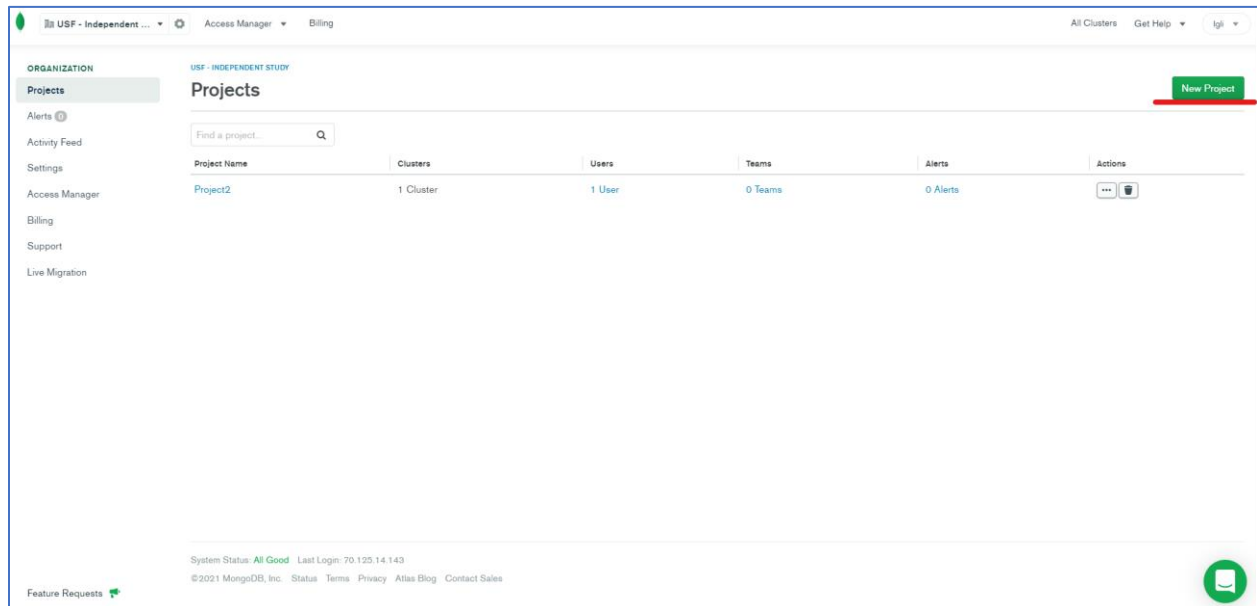 USF - Independent ... Access Manager Billing All Clusters Get Help Igli
ORGANIZATION
Projects
Alerts 0
Activity Feed
Settings
Access Manager
Billing
Support
Live Migration
Feature Requests
USF - INDEPENDENT STUDY
Projects
New Project
Find a project...
Project Name Clusters Users Teams Alerts Actions
Project2 1 Cluster 1 User 0 Teams 0 Alerts
System Status: All Good Last Login: 70.125.14.143
©2021 MongoDB, Inc. Status Terms Privacy Atlas Blog Contact Sales